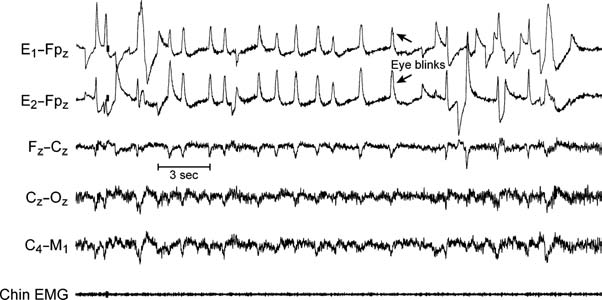 E1–Fpz
Eye blinks
E2–Fpz
Fz–Cz
3 sec
Cz–Oz
C4–M1
Chin EMG